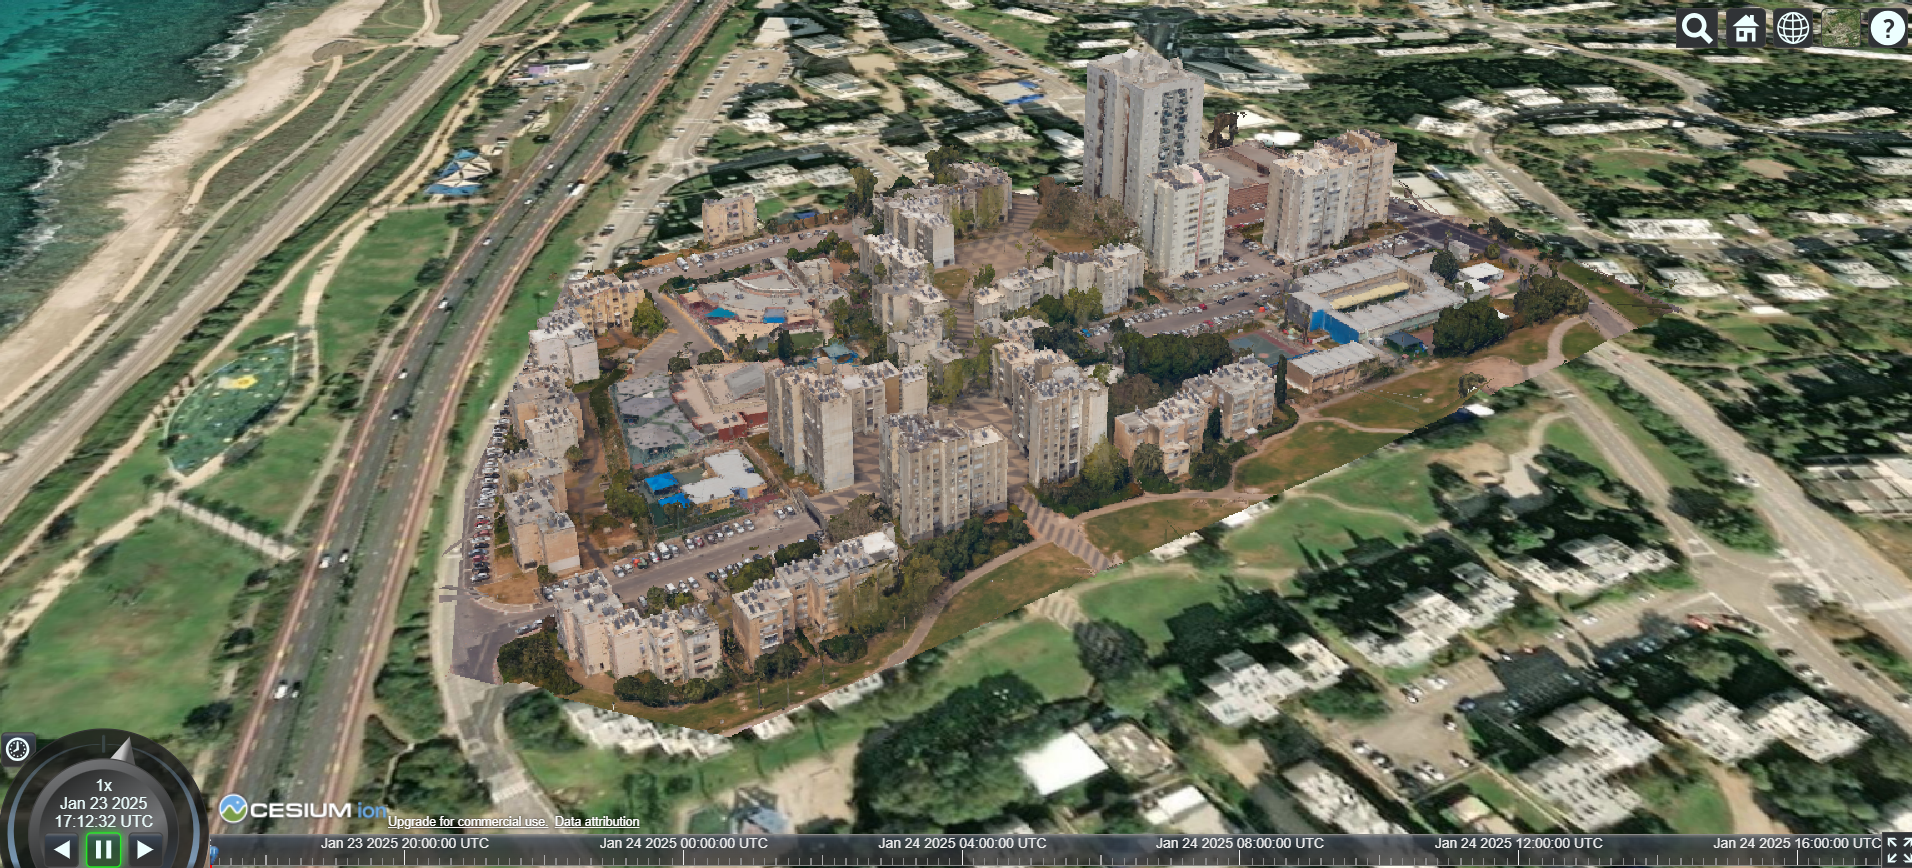 ?
1x
Jan 23 2025
17:12:32 UTC
CESIUM ion
Upgrade for commercial use. Data attribution
Jan 23 2025 20:00:00 UTC
Jan 24 2025 00:00:00 UTC
Jan 24 2025 04:00:00 UTC
Jan 24 2025 08:00:00 UTC
Jan 24 2025 12:00:00 UTC
Jan 24 2025 16:00:00 UTC